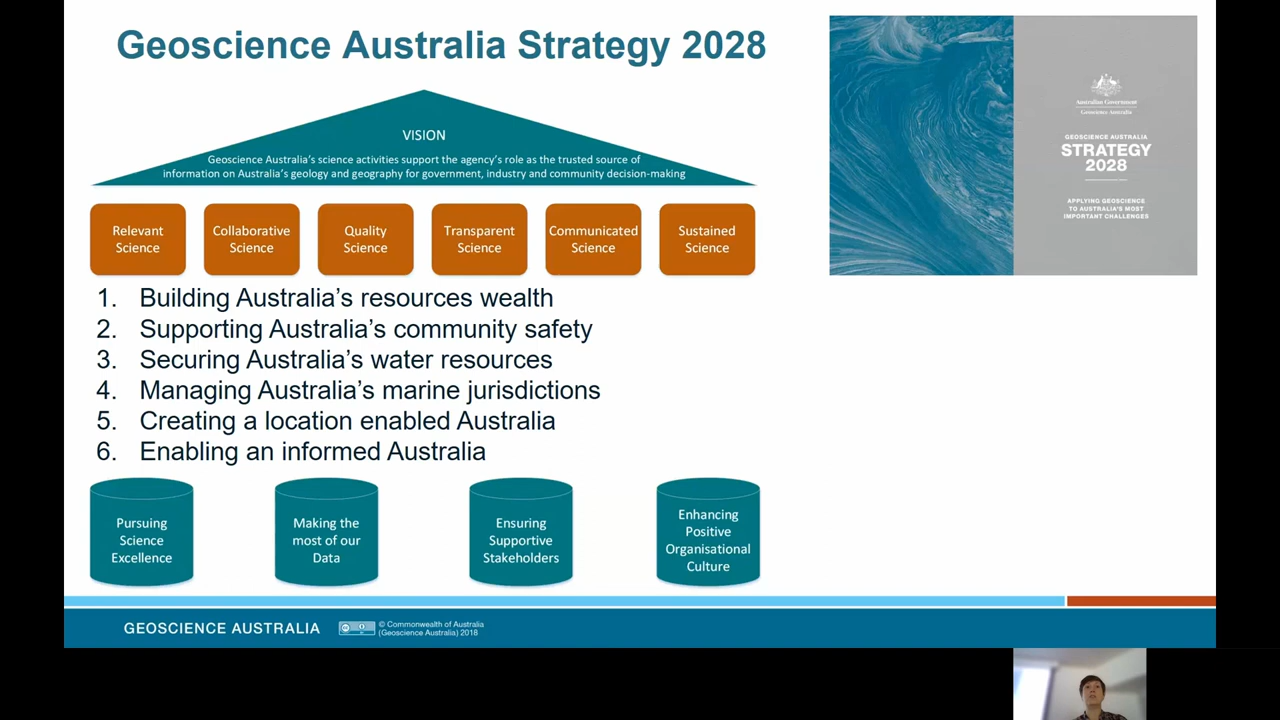 Geoscience Australia Strategy 2028
VISION
Geoscience Australia's science activities support the agency's role as the trusted source of
information on Australia's geology and geography for government, industry and community decision-making
Relevant
Science
Collaborative
Science
Quality
Science
Transparent
Science
Communicated
Science
Sustained
Science
1. Building Australia’s resources wealth
2. Supporting Australia’s community safety
3. Securing Australia’s water resources
4. Managing Australia’s marine jurisdictions
5. Creating a location enabled Australia
6. Enabling an informed Australia
Pursuing
Science
Excellence
Making the
most of our
Data
Ensuring
Supportive
Stakeholders
Enhancing
Positive
Organisational
Culture
Australian Government
Geoscience Australia
GEOSCIENCE AUSTRALIA
STRATEGY
2028
APPLYING GEOSCIENCE
TO AUSTRALIA'S MOST
IMPORTANT CHALLENGES
GEOSCIENCE AUSTRALIA
© Commonwealth of Australia
(Geoscience Australia) 2018